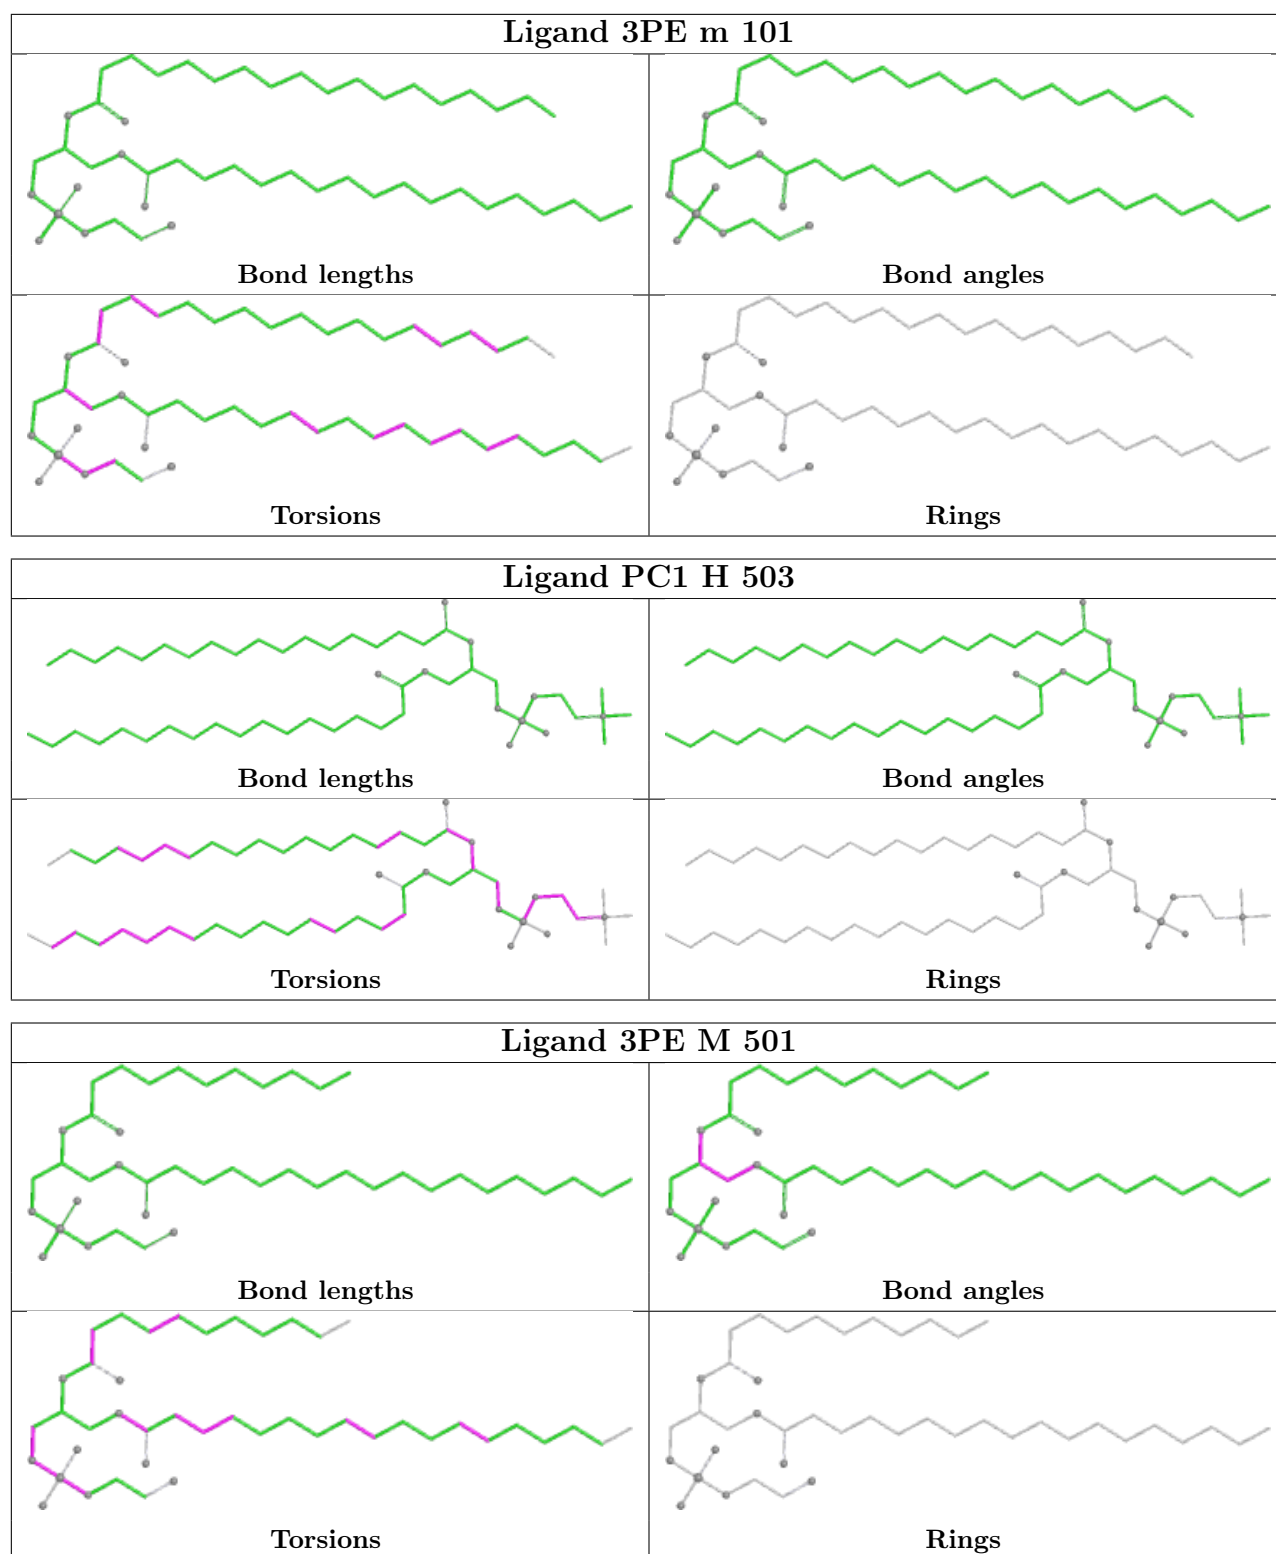 Ligand 3PE m 101
Bond lengths
Bond angles
Torsions
Rings
Ligand PC1 H 503
Bond lengths
Bond angles
Torsions
Rings
Ligand 3PE M 501
Bond lengths
Bond angles
Torsions
Rings